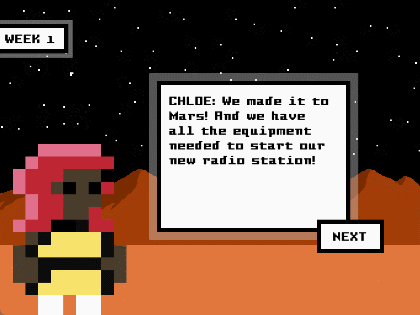 WEEK 1
CHLOE: We made it to
Mars! And we have
all the equipment
needed to start our
new radio station!
NEXT